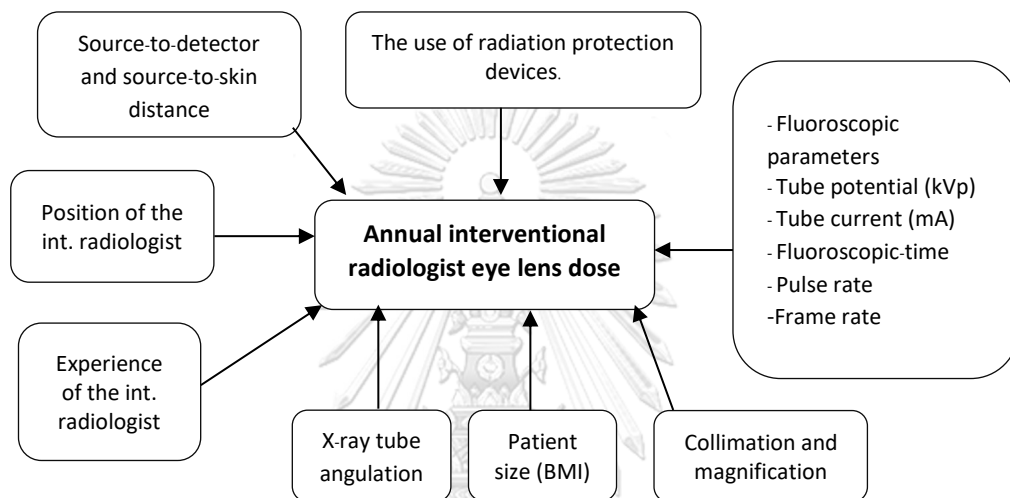 Source-to-detector
and source-to-skin
distance
The use of radiation protection
devices.
- Fluoroscopic
parameters
- Tube potential (kVp)
- Tube current (mA)
- Fluoroscopic-time
- Pulse rate
-Frame rate
Position of the
int. radiologist
Annual interventional
radiologist eye lens dose
Experience
of the int.
radiologist
X-ray tube
angulation
Patient
size (BMI)
Collimation and
magnification